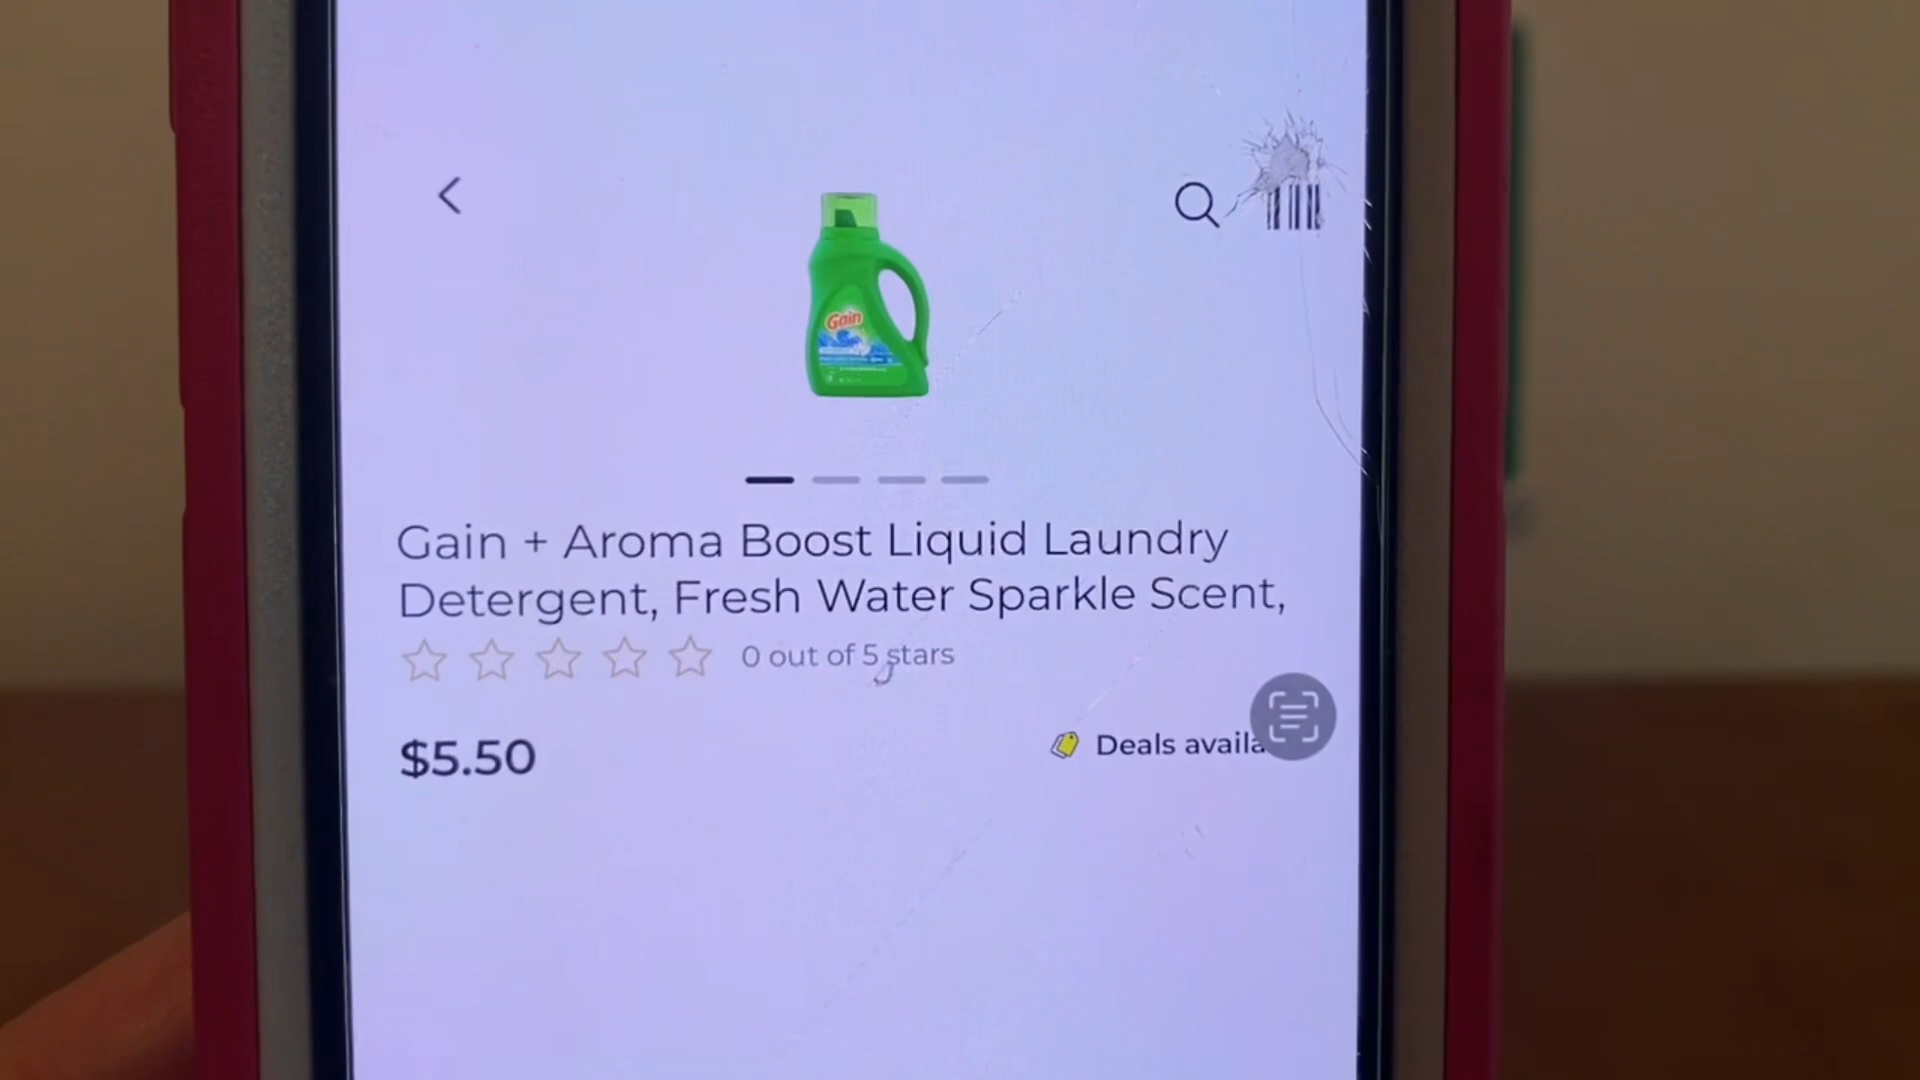 Gain
Gain + Aroma Boost Liquid Laundry
Detergent, Fresh Water Sparkle Scent,
0 out of 5 stars
$5.50
Deals availa